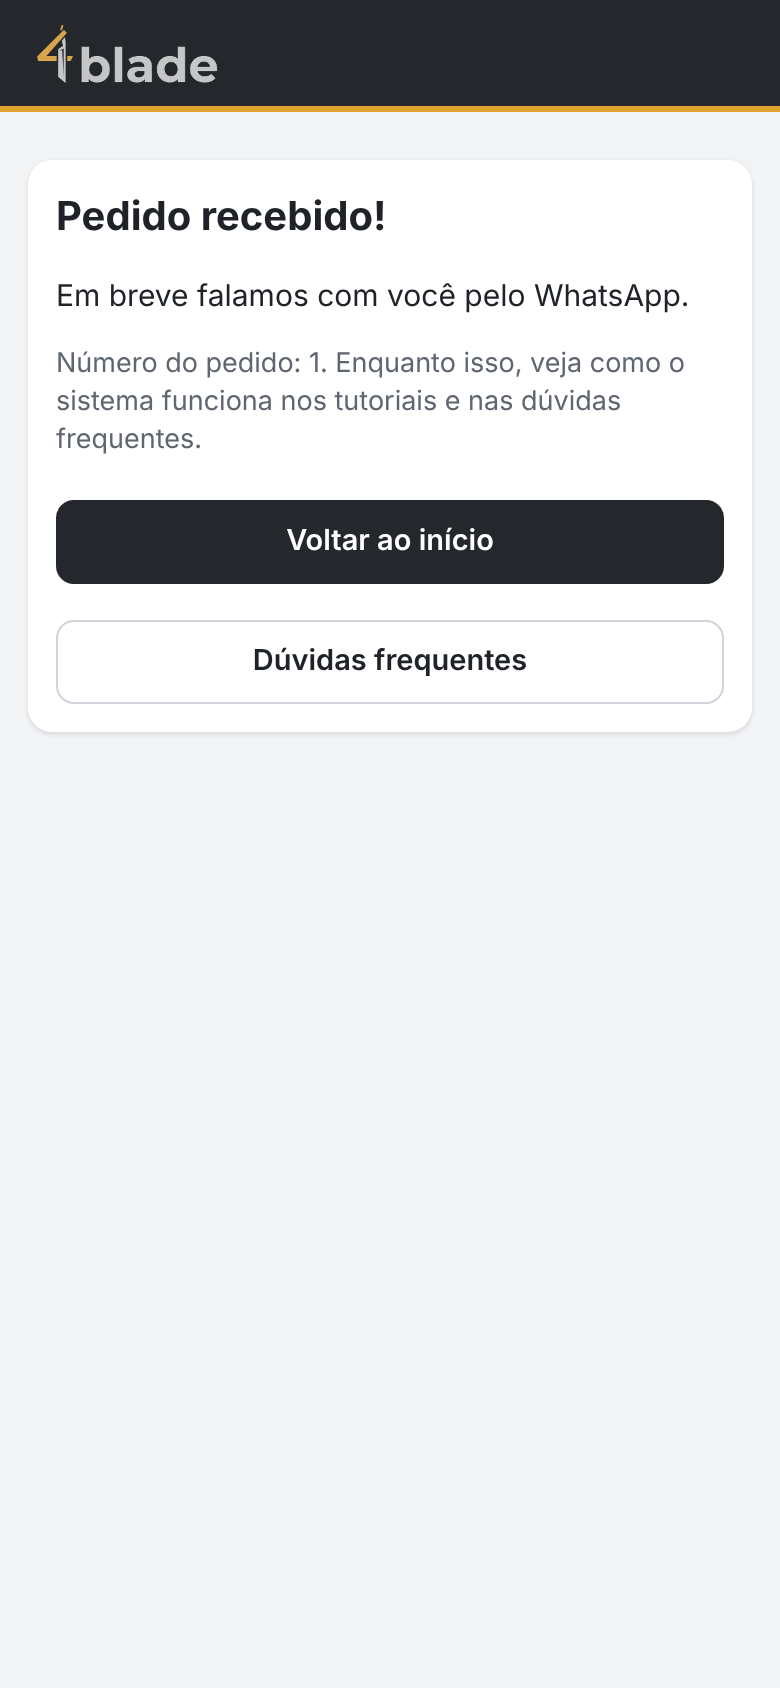 4blade
Pedido recebido!
Em breve falamos com você pelo WhatsApp.
Número do pedido: 1. Enquanto isso, veja como o
sistema funciona nos tutoriais e nas dúvidas
frequentes.
Voltar ao início
Dúvidas frequentes